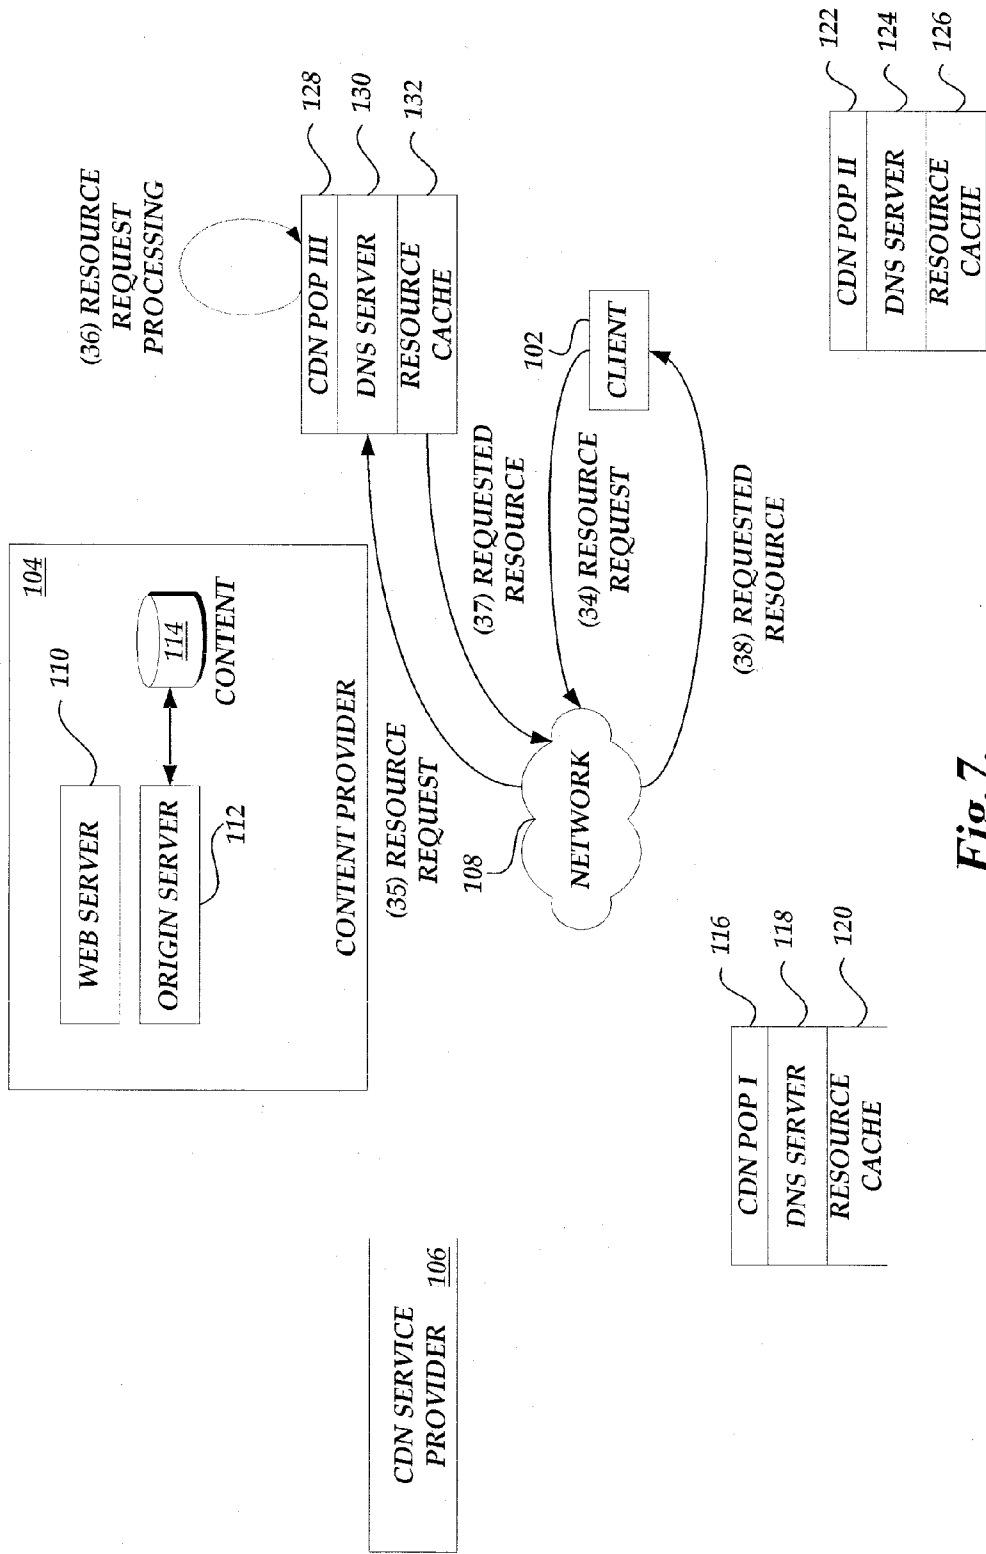 104
WEB SERVER
110
ORIGIN SERVER
112
114
CONTENT
CONTENT PROVIDER
CDN SERVICE
PROVIDER
106
(36) RESOURCE
REQUEST
PROCESSING
CDN POP III
128
DNS SERVER
130
RESOURCE
CACHE
132
(35) RESOURCE
REQUEST
(37) REQUESTED
RESOURCE
108
NETWORK
102
CLIENT
(34) RESOURCE
REQUEST
(38) REQUESTED
RESOURCE
CDN POP I
116
DNS SERVER
118
RESOURCE
CACHE
120
CDN POP II
122
DNS SERVER
124
RESOURCE
CACHE
126
Fig.7.